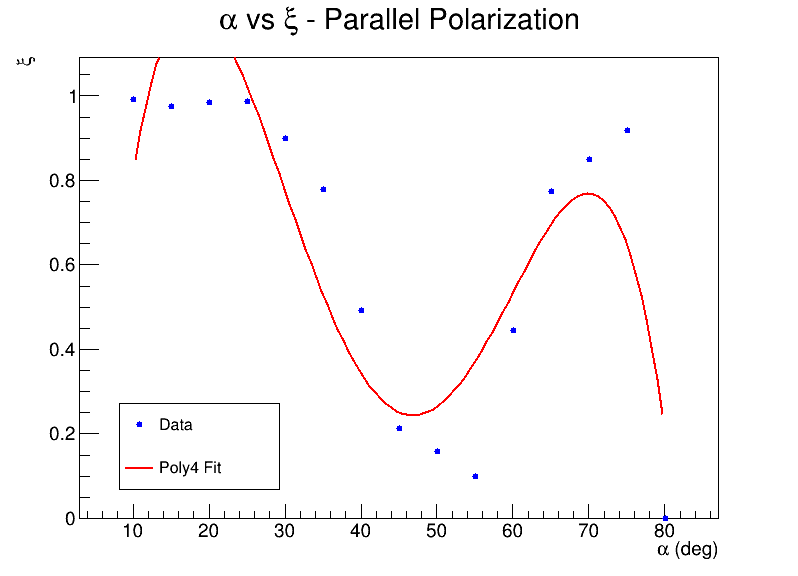 α vs ξ - Parallel Polarization
ξ
1
0.8
0.6
0.4
0.2
0
Data
Poly4 Fit
10 20 30 40 50 60 70 80
α (deg)